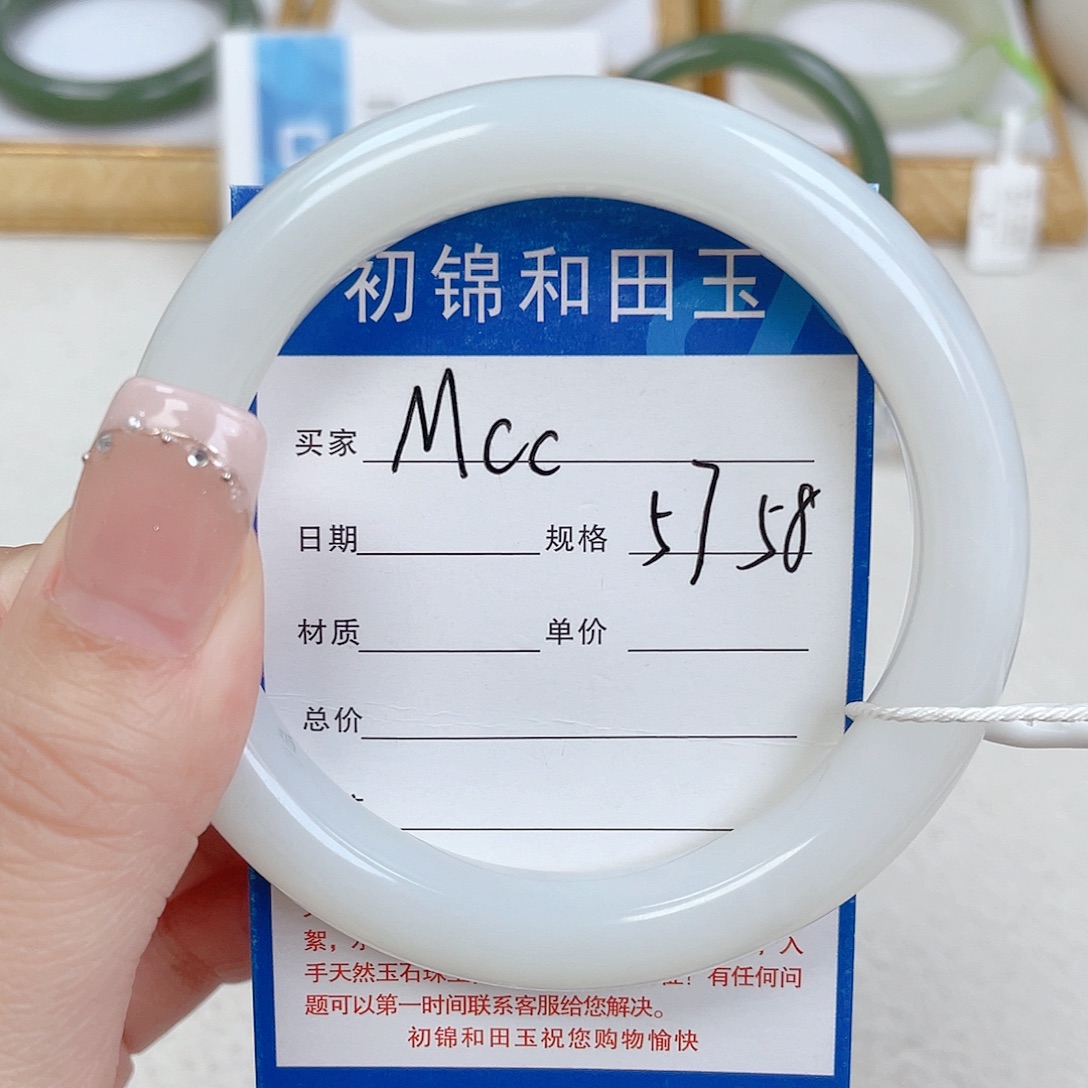 初锦和田玉
买家 Mcc
日期 规格 57 58
材质 单价
总价
絮，
，入
手天然玉石珠 有任何问
题可以第一时间联系客服给您解决。
初锦和田玉祝您购物愉快